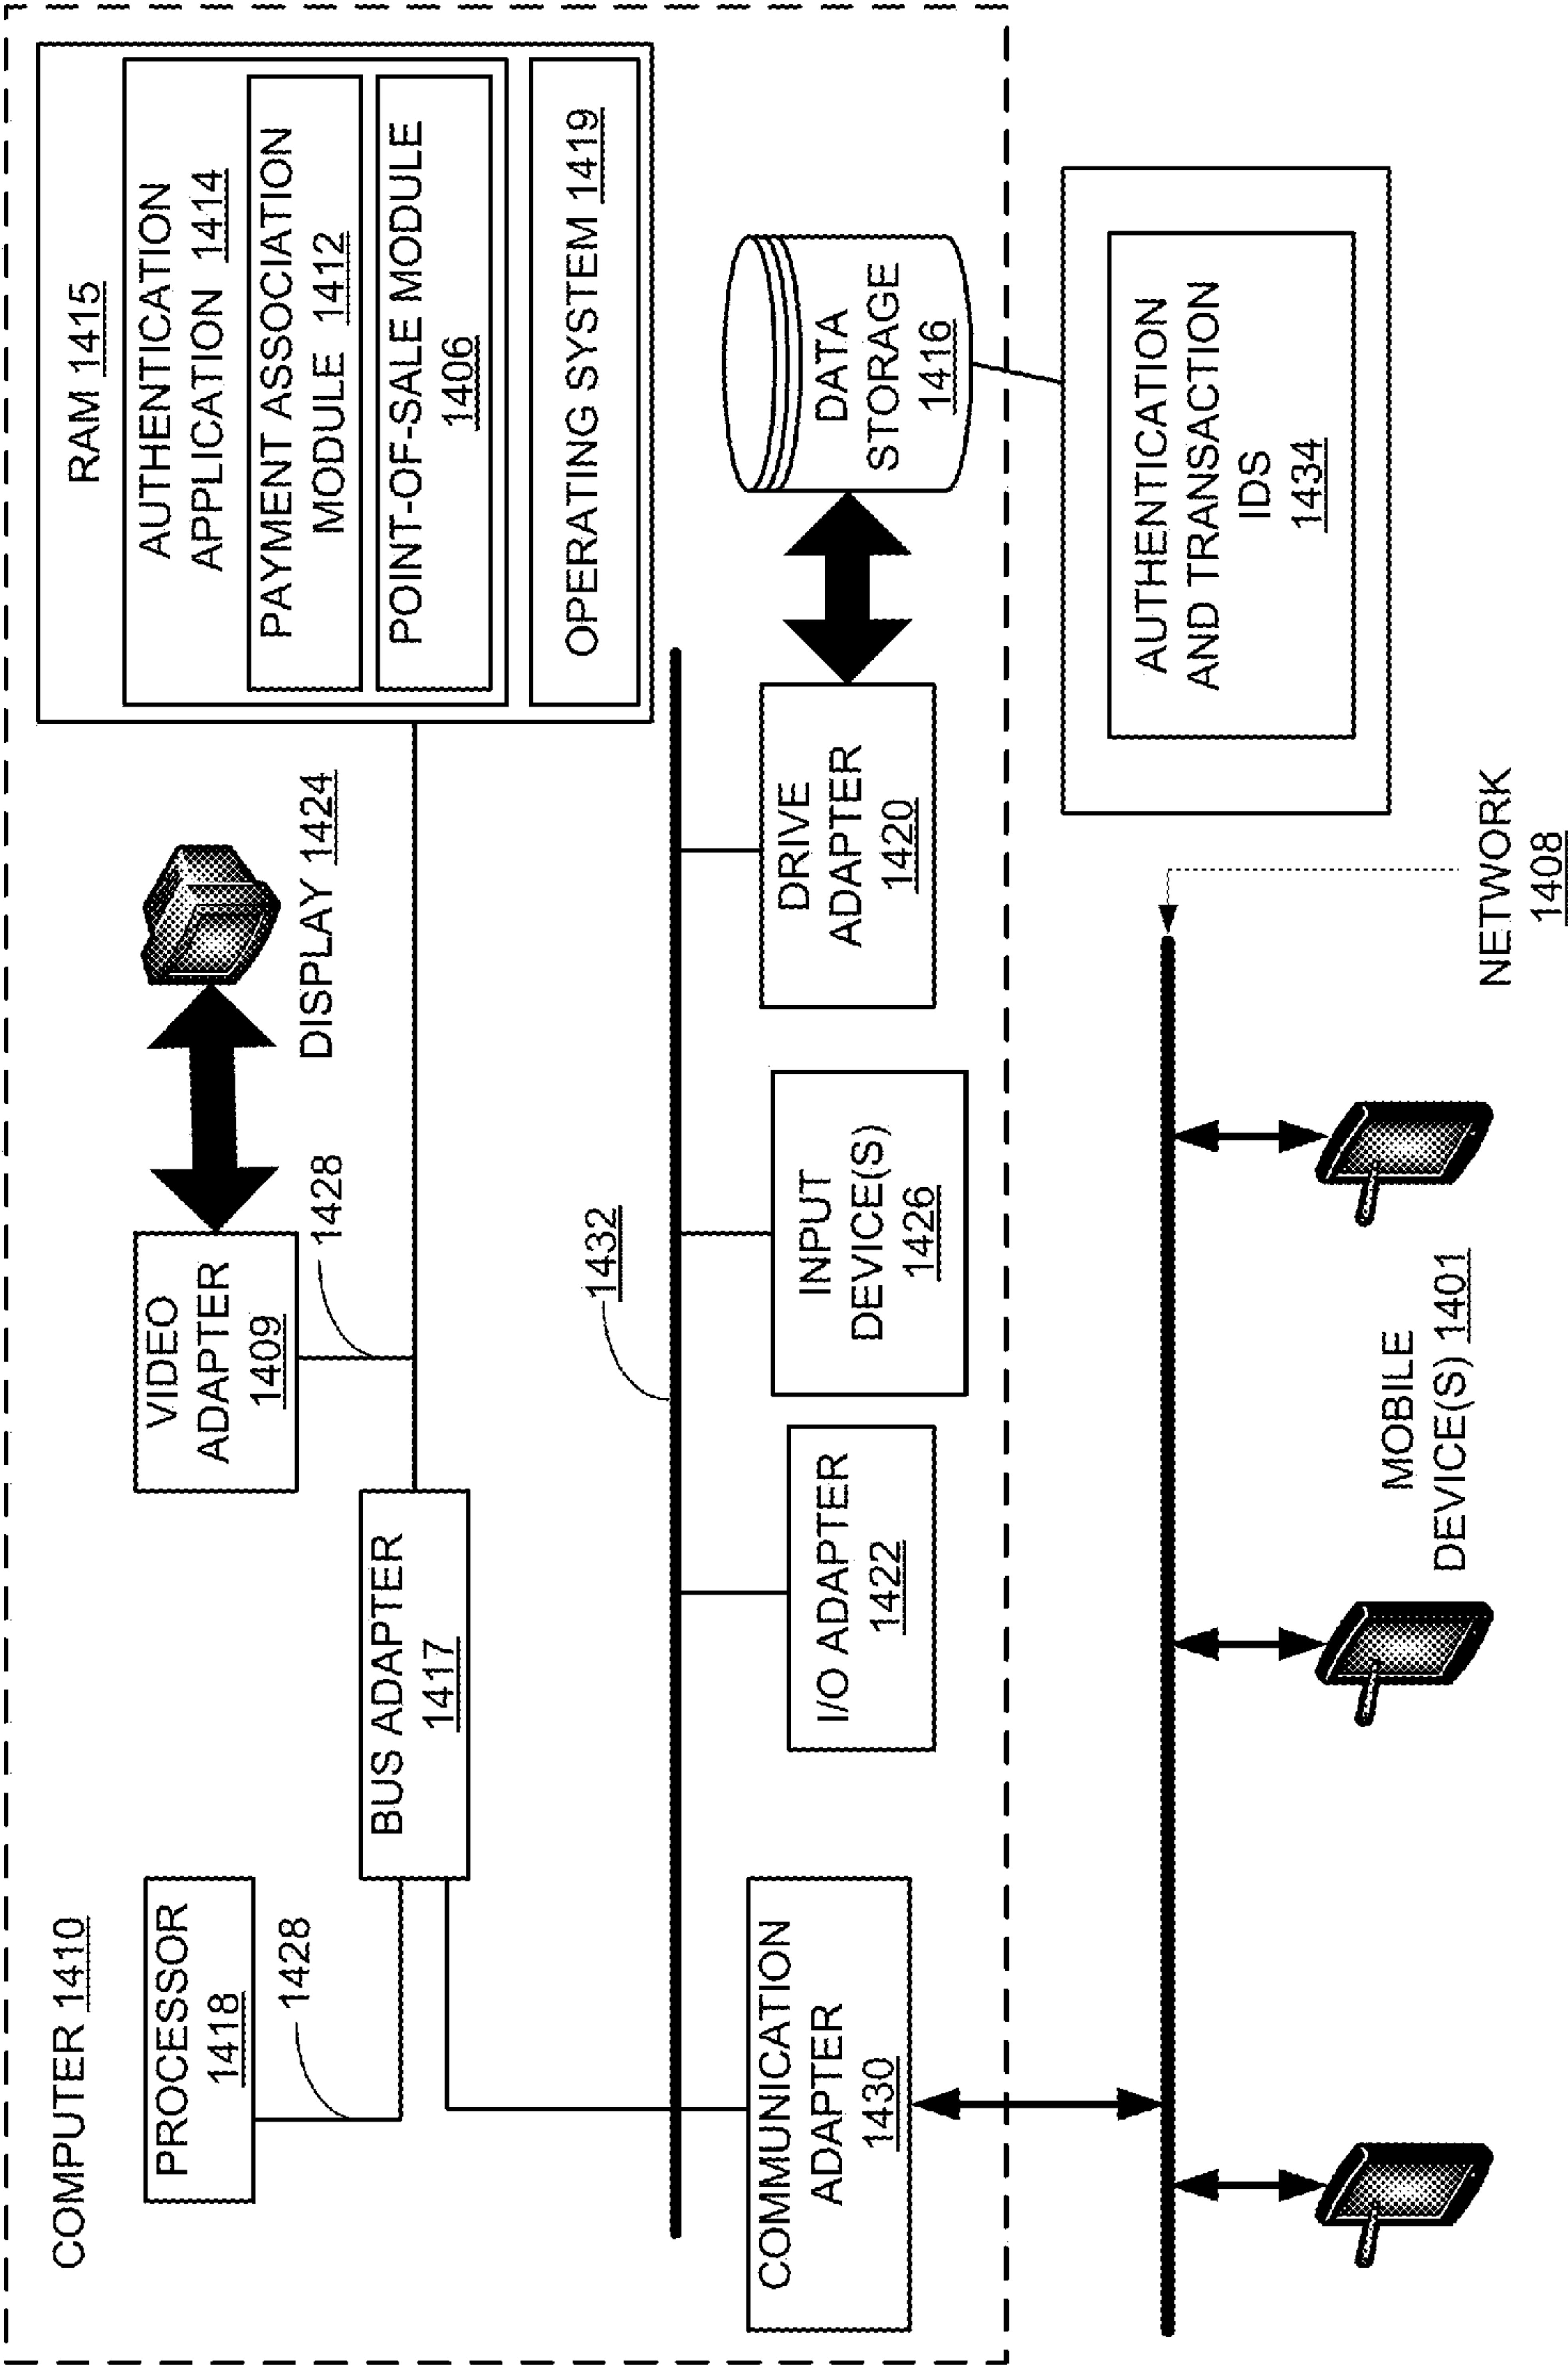 COMPUTER 1410
PROCESSOR
1418
1428
BUS ADAPTER
1417
VIDEO
ADAPTER
1409
1428
DISPLAY 1424
RAM 1415
AUTHENTICATION
APPLICATION 1414
PAYMENT ASSOCIATION
MODULE 1412
POINT-OF-SALE MODULE
1406
OPERATING SYSTEM 1419
1432
COMMUNICATION
ADAPTER
1430
I/O ADAPTER
1422
INPUT
DEVICE(S)
1426
DRIVE
ADAPTER
1420
DATA
STORAGE
1416
AUTHENTICATION
AND TRANSACTION
IDS
1434
MOBILE
DEVICE(S) 1401
NETWORK
1408